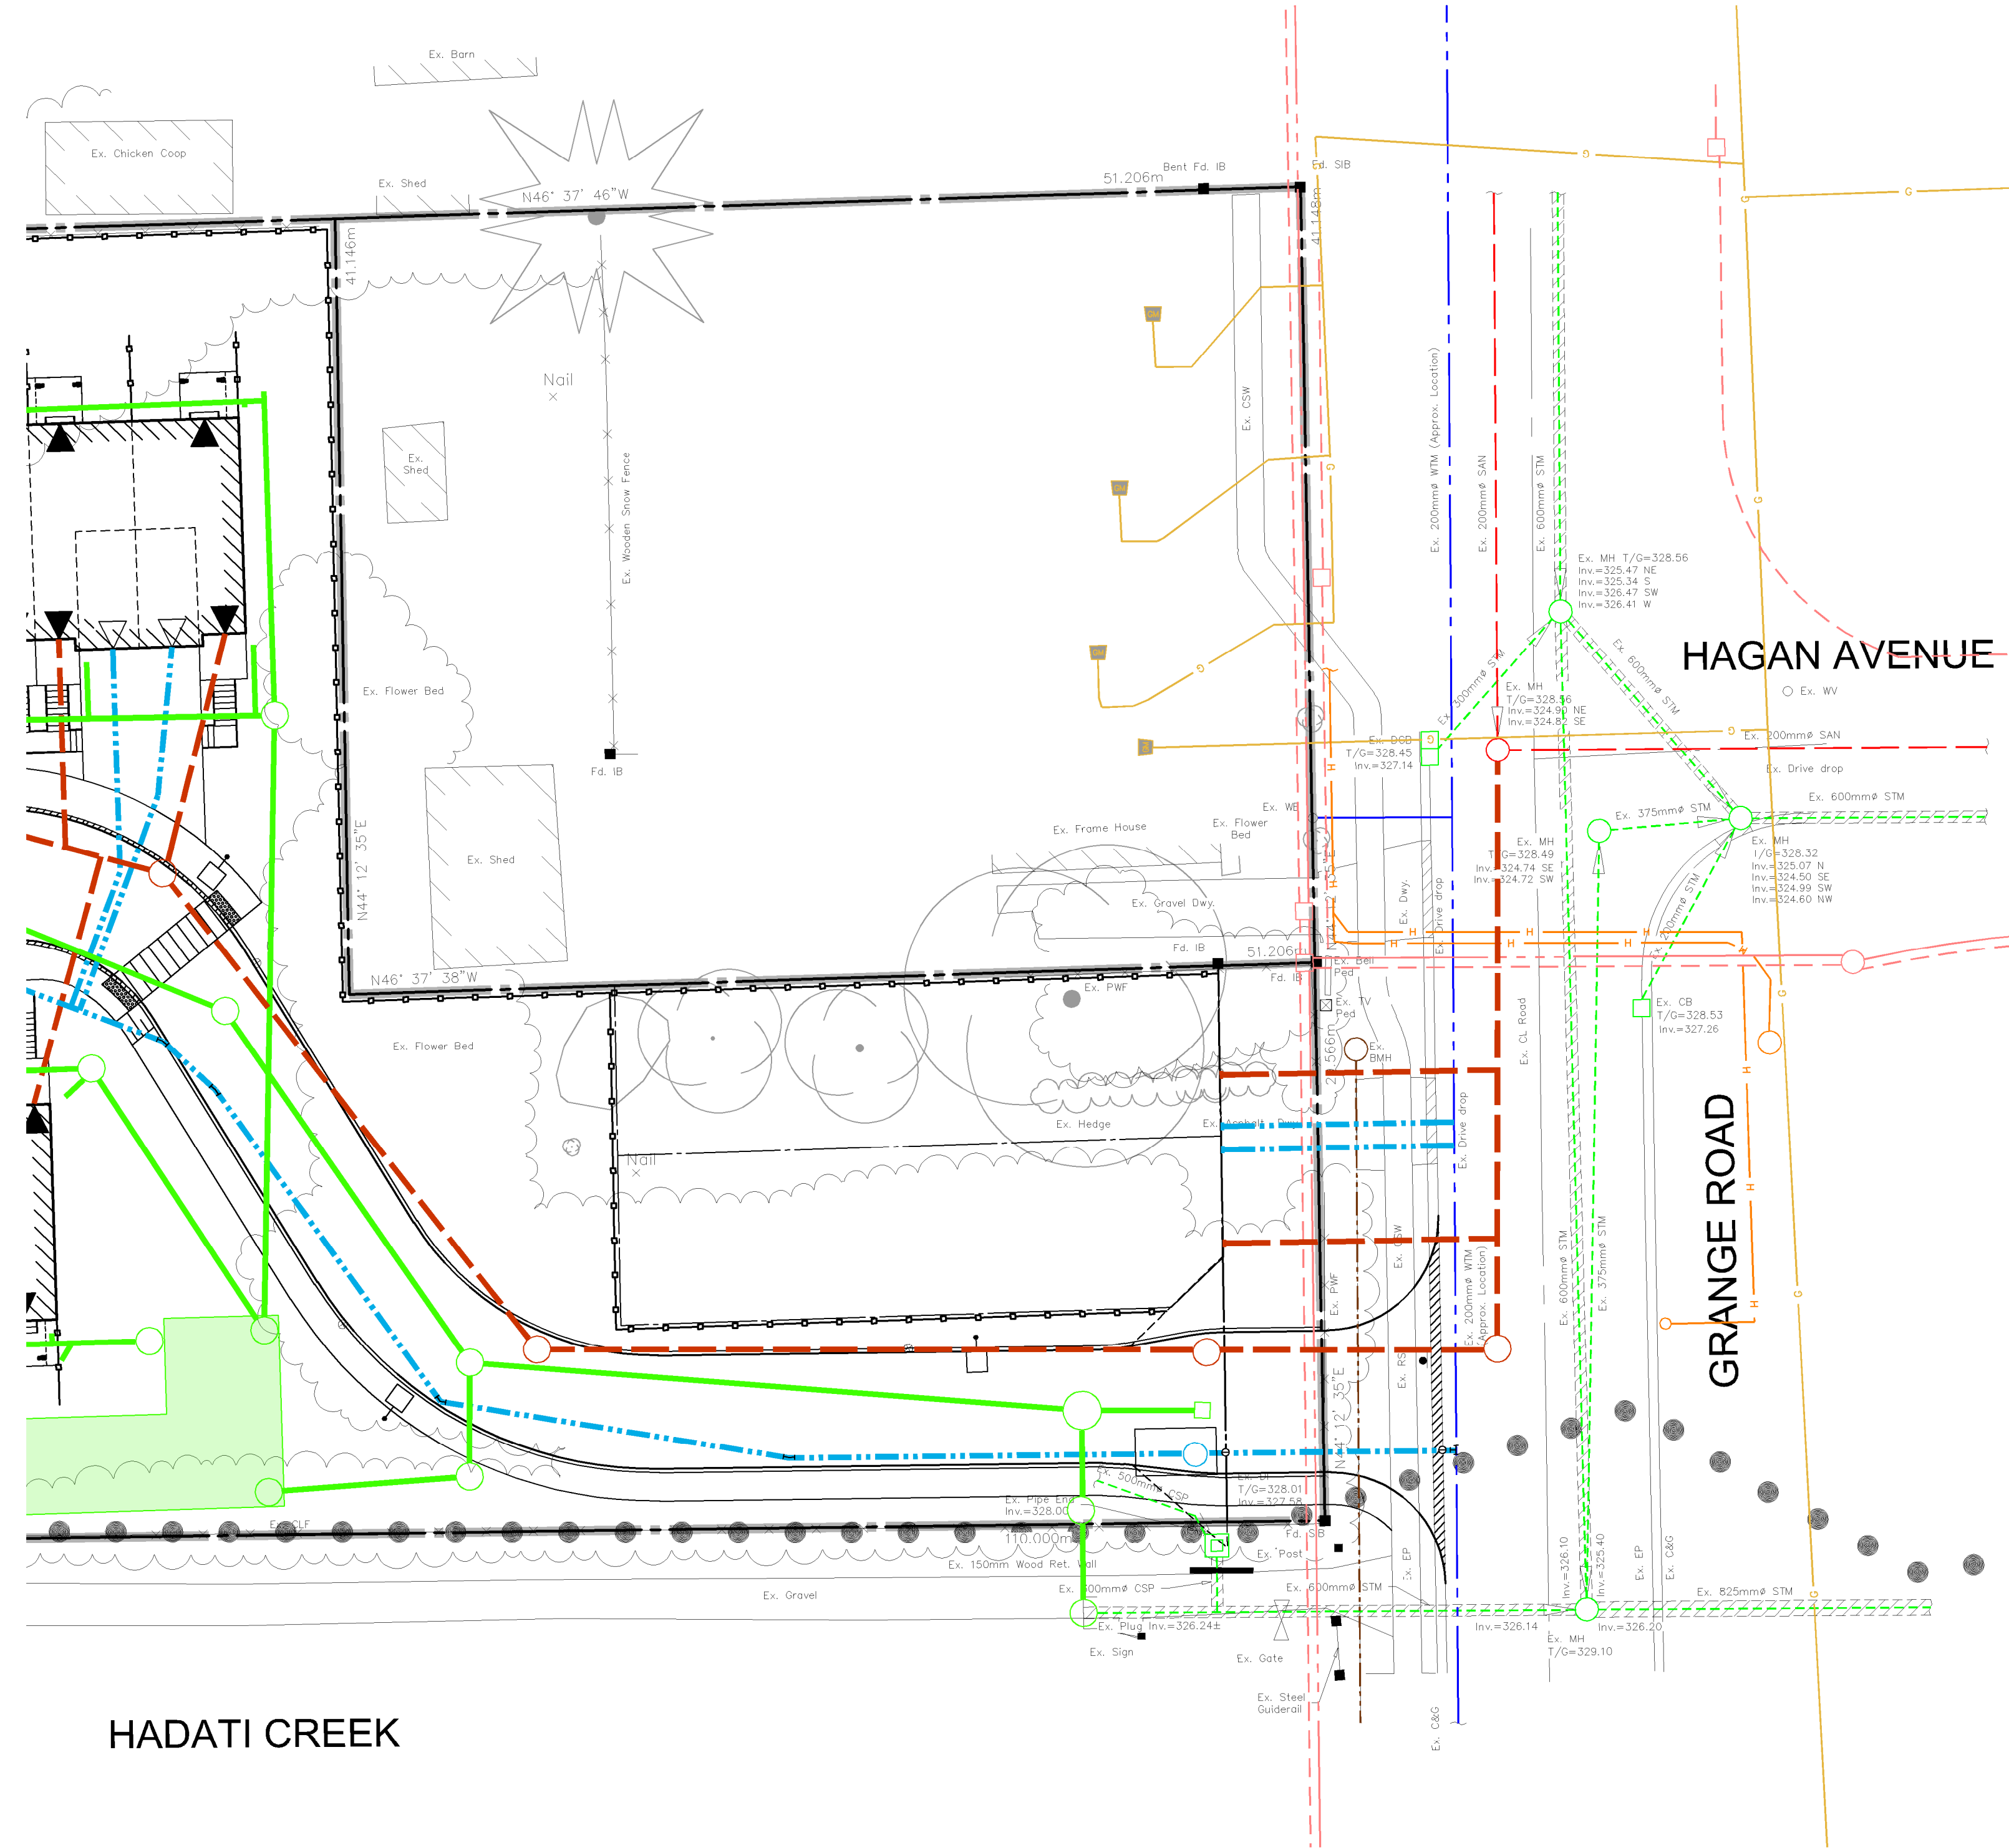 Ex. Barn
Ex. Chicken Coop
Ex. Shed
N46° 37' 46"W
51.206m
Bent Fd. IB
Fd. SIB
41.146m
41.148m
Nail
Ex. Shed
Ex. Wooden Snow Fence
Ex. CSW
Ex. 200mmø WTM (Approx. Location)
Ex. 200mmø SAN
Ex. 600mmø STM
Ex. MH T/G=328.56
Inv.=325.47 NE
Inv.=325.34 S
Inv.=326.47 SW
Inv.=326.41 W
HAGAN AVENUE
Ex. WV
Ex. 600mmø STM
Ex. 300mmø STM
Ex. MH
T/G=328.56
Inv.=324.90 NE
Inv.=324.82 SE
Ex. Flower Bed
Fd. IB
Ex. DCB
T/G=328.45
Inv.=327.14
Ex. 200mmø SAN
Ex. Drive drop
Ex. 600mmø STM
Ex. 375mmø STM
Ex. Frame House
Ex. Flower
Bed
Ex. Shed
Ex. MH
T/G=328.49
Inv.=324.74 SE
Inv.=324.72 SW
Ex. MH
T/G=328.32
Inv.=325.07 N
Inv.=324.50 SE
Inv.=324.99 SW
Inv.=324.60 NW
Ex. 200mmø STM
Ex. Gravel Dwy.
Ex. Dwy.
Ex. Drive drop
N44° 12' 35"E
N44° 12' 35"E
N46° 37' 38"W
Fd. IB
51.206m
Fd. IB
Ex. Bell
Ped
Ex. PWF
Ex. TV
Ped
Ex. CL Road
Ex. CB
T/G=328.53
Inv.=327.26
Ex. Flower Bed
Ex.
BMH
Ex. Hedge
Ex. Asphalt Dwy.
Ex. Drive drop
Nail
GRANGE ROAD
Ex. CSW
Ex. PWF
Ex. 200mmø WTM
(Approx. Location)
Ex. 600mmø STM
Ex. 375mmø STM
Ex. RS
N44° 12' 35"E
Ex. 500mmø CSP
Ex. DI
T/G=328.01
Inv.=327.58
Ex. Pipe End
Inv.=328.00
Ex. CLF
110.000m
Fd. SIB
Ex. Post
Ex. 150mm Wood Ret. Wall
Ex. EP
Inv.=326.10
Inv.=325.40
Ex. EP
Ex. C&G
Ex. Gravel
Ex. 600mmø STM
Ex. 825mmø STM
Ex. Plug Inv.=326.24±
Inv.=326.14
Inv.=326.20
Ex. Sign
Ex. Gate
Ex. MH
T/G=329.10
Ex. Steel
Guiderail
Ex. C&G
HADATI CREEK